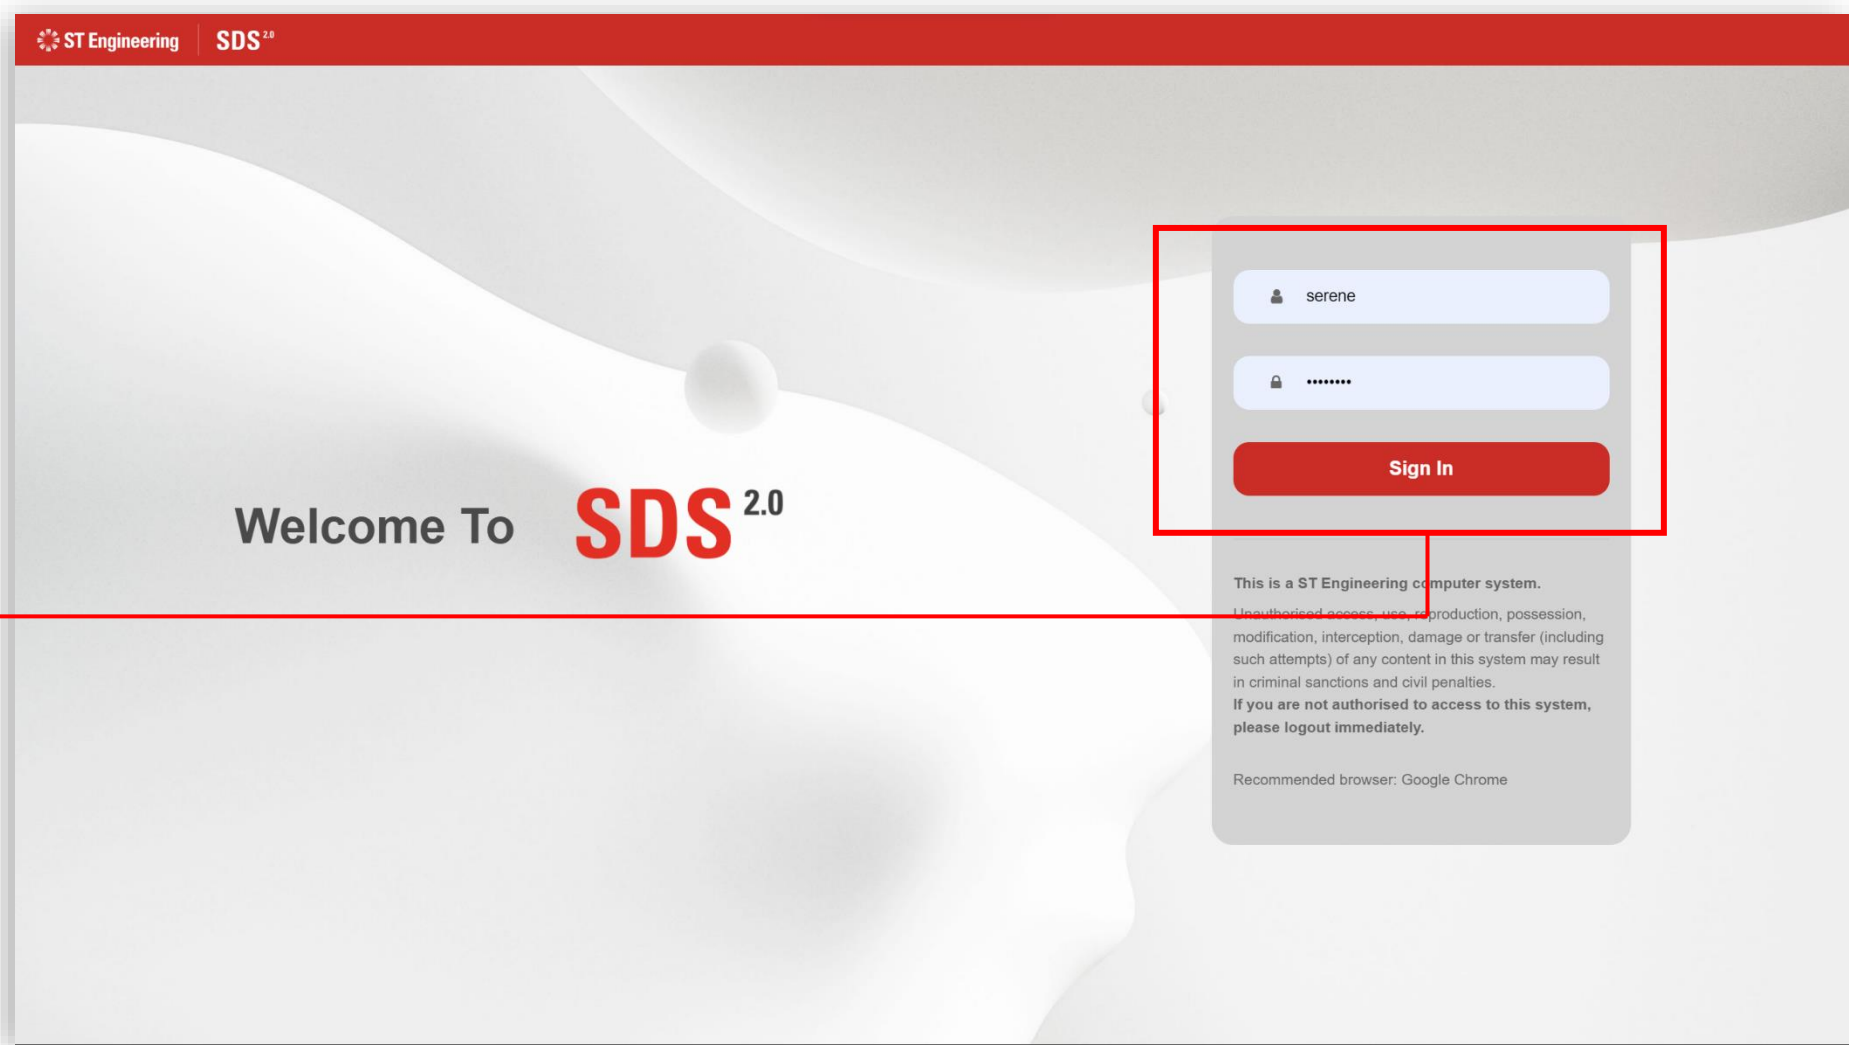 ST Engineering SDS 2.0
serene
••••••••
Sign In
Welcome To SDS 2.0
This is a ST Engineering computer system.
Unauthorised access, use, reproduction, possession,
modification, interception, damage or transfer (including
such attempts) of any content in this system may result
in criminal sanctions and civil penalties.
If you are not authorised to access to this system,
please logout immediately.
Recommended browser: Google Chrome